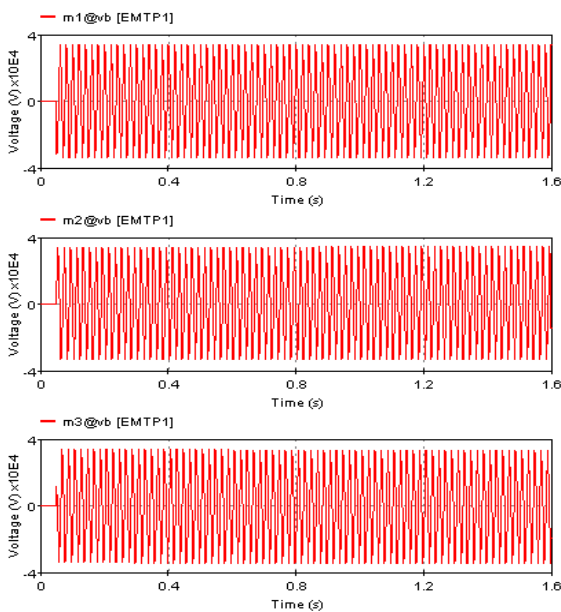 m1@vb [EMTP1]
Voltage (V)x10E4
4
0
-4
0 0.4 0.8 1.2 1.6
Time (s)
m2@vb [EMTP1]
Voltage (V)x10E4
4
0
-4
0 0.4 0.8 1.2 1.6
Time (s)
m3@vb [EMTP1]
Voltage (V)x10E4
4
0
-4
0 0.4 0.8 1.2 1.6
Time (s)